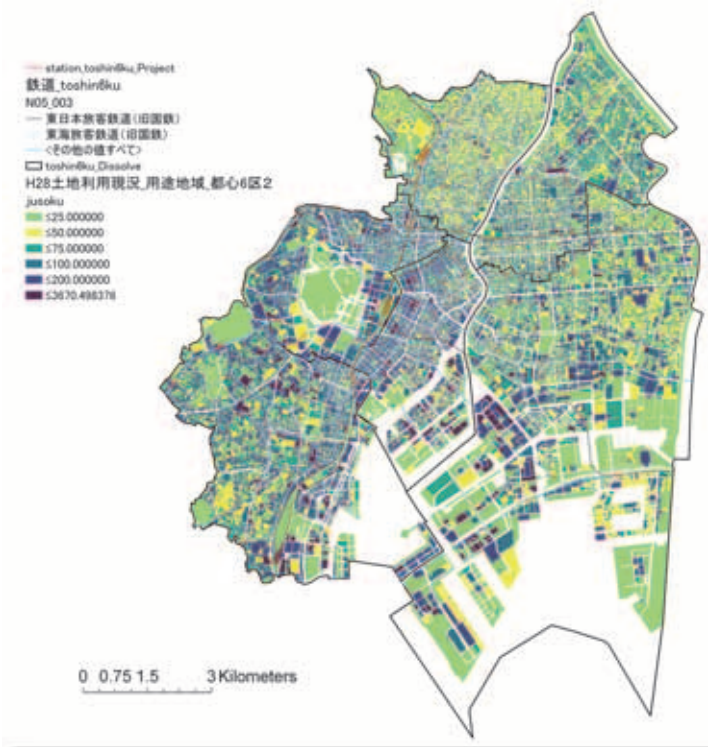 station_toshin6ku_Project
鉄道_toshin6ku
N05_003
東日本旅客鉄道(旧国鉄)
東海旅客鉄道(旧国鉄)
<その他の値すべて>
toshin6ku_Dissolve
H28土地利用現況_用途地域_都心6区2
jusoku
≤25.000000
≤50.000000
≤75.000000
≤100.000000
≤200.000000
≤3670.498378
0 0.75 1.5 3 Kilometers